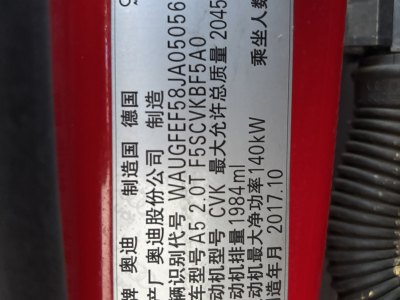 牌 奥迪 制造国 德国
产厂 奥迪股份公司 制造
辆识别代号 WAUGFEF58JA05056
车型号 A5 2.0T F5SCVKBF5A0
动机型号 CVK 最大允许总质量 2045
动机排量 1984ml
动机最大净功率 140kW 乘坐人数
造年月 2017.10